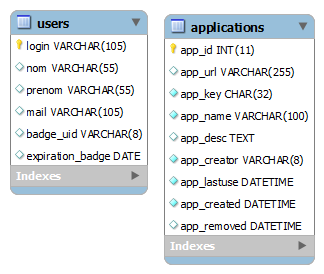 users
login VARCHAR(105)
nom VARCHAR(55)
prenom VARCHAR(55)
mail VARCHAR(105)
badge_uid VARCHAR(8)
expiration_badge DATE
Indexes
applications
app_id INT(11)
app_url VARCHAR(255)
app_key CHAR(32)
app_name VARCHAR(100)
app_desc TEXT
app_creator VARCHAR(8)
app_lastuse DATETIME
app_created DATETIME
app_removed DATETIME
Indexes